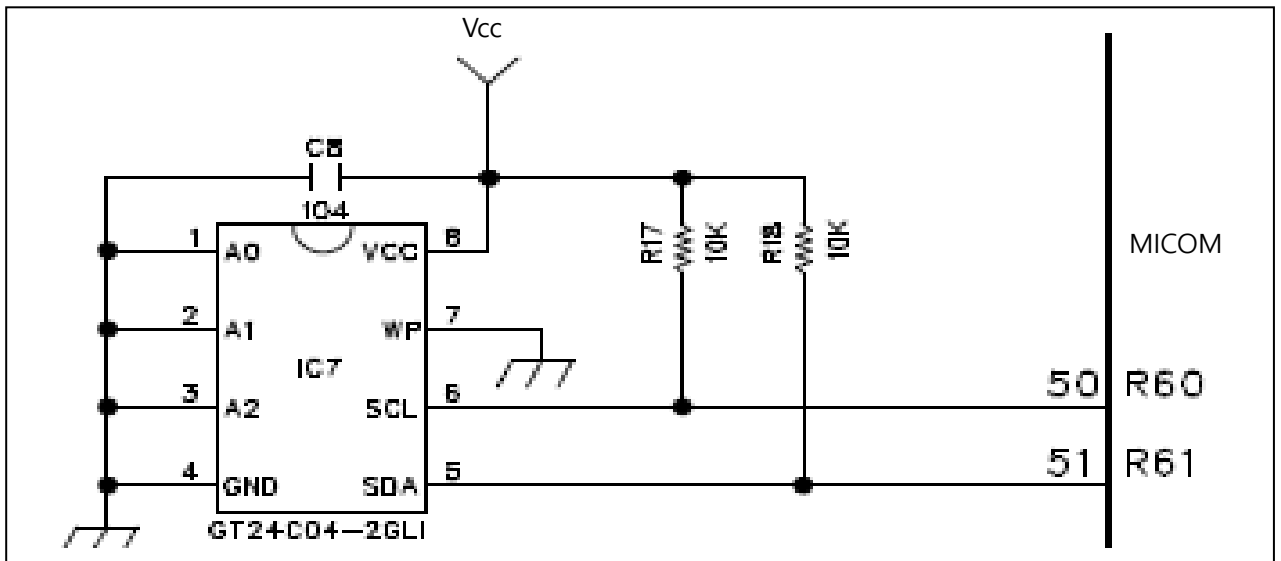 Vcc
C8
104
1 A0 VCC 8
2 A1 WP 7
IC7
3 A2 SCL 6
4 GND SDA 5
GT24C04-2GLI
R17 10K R18 10K
MICOM
50 R60
51 R61